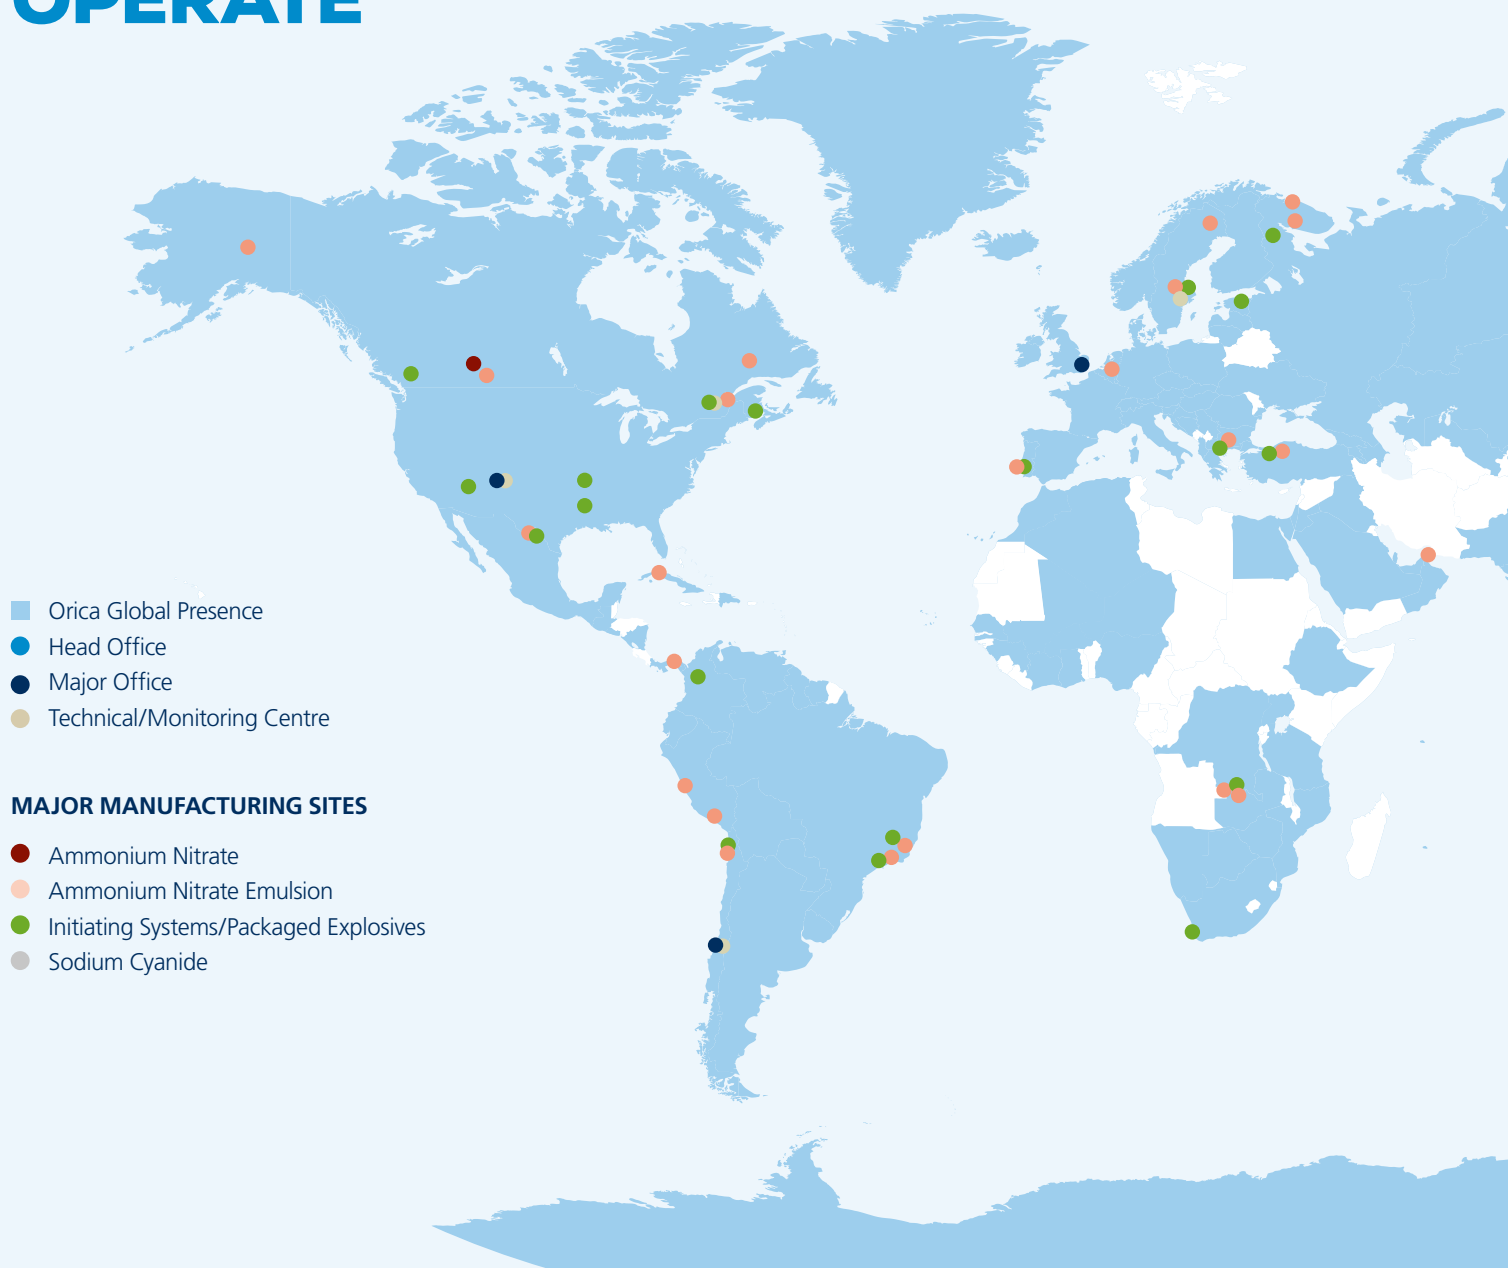 OPERATE
Orica Global Presence
Head Office
Major Office
Technical/Monitoring Centre
MAJOR MANUFACTURING SITES
Ammonium Nitrate
Ammonium Nitrate Emulsion
Initiating Systems/Packaged Explosives
Sodium Cyanide